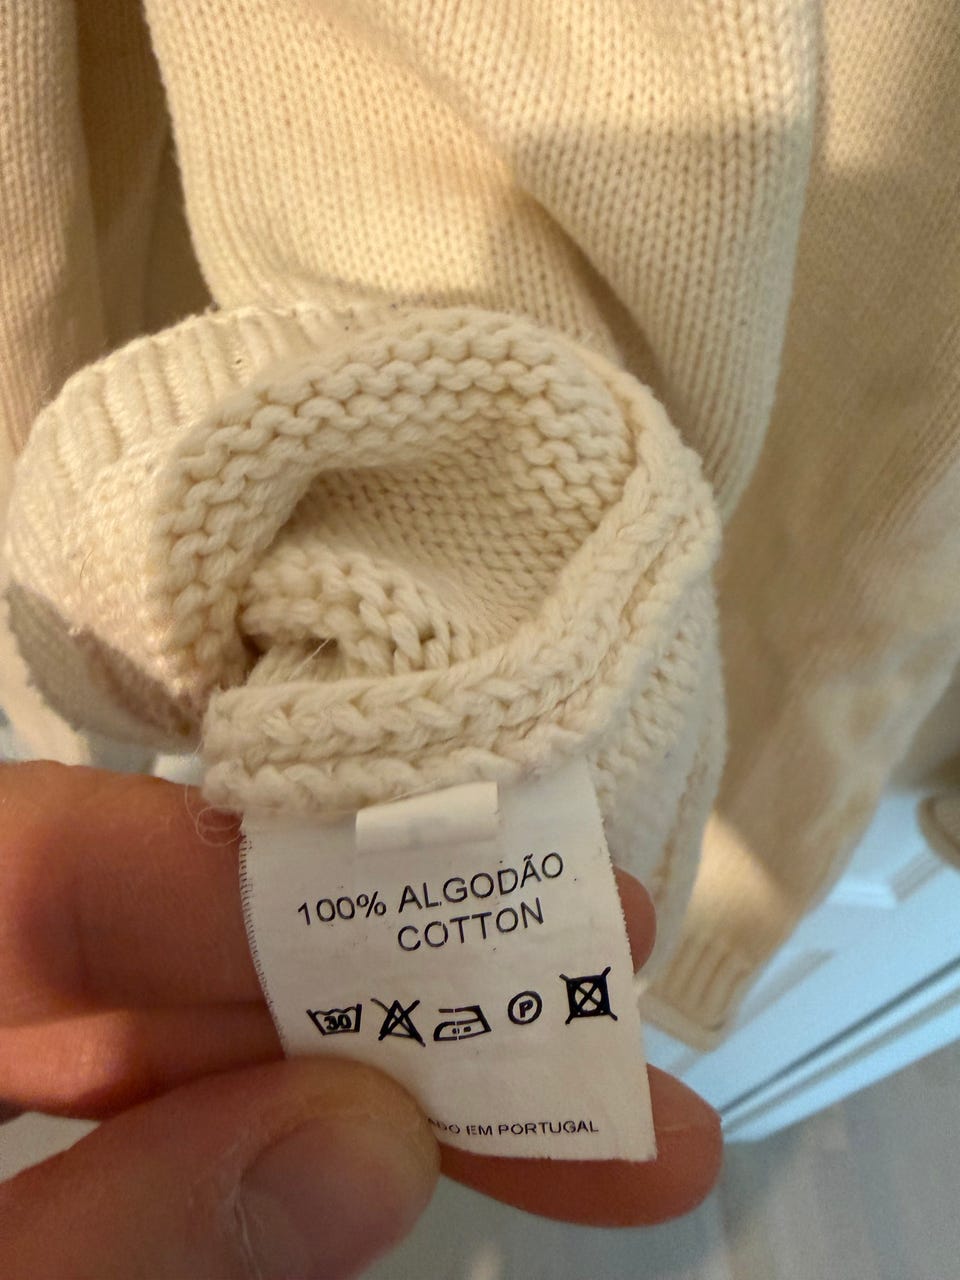 100% ALGODÃO
COTTON
30 P
EM PORTUGAL